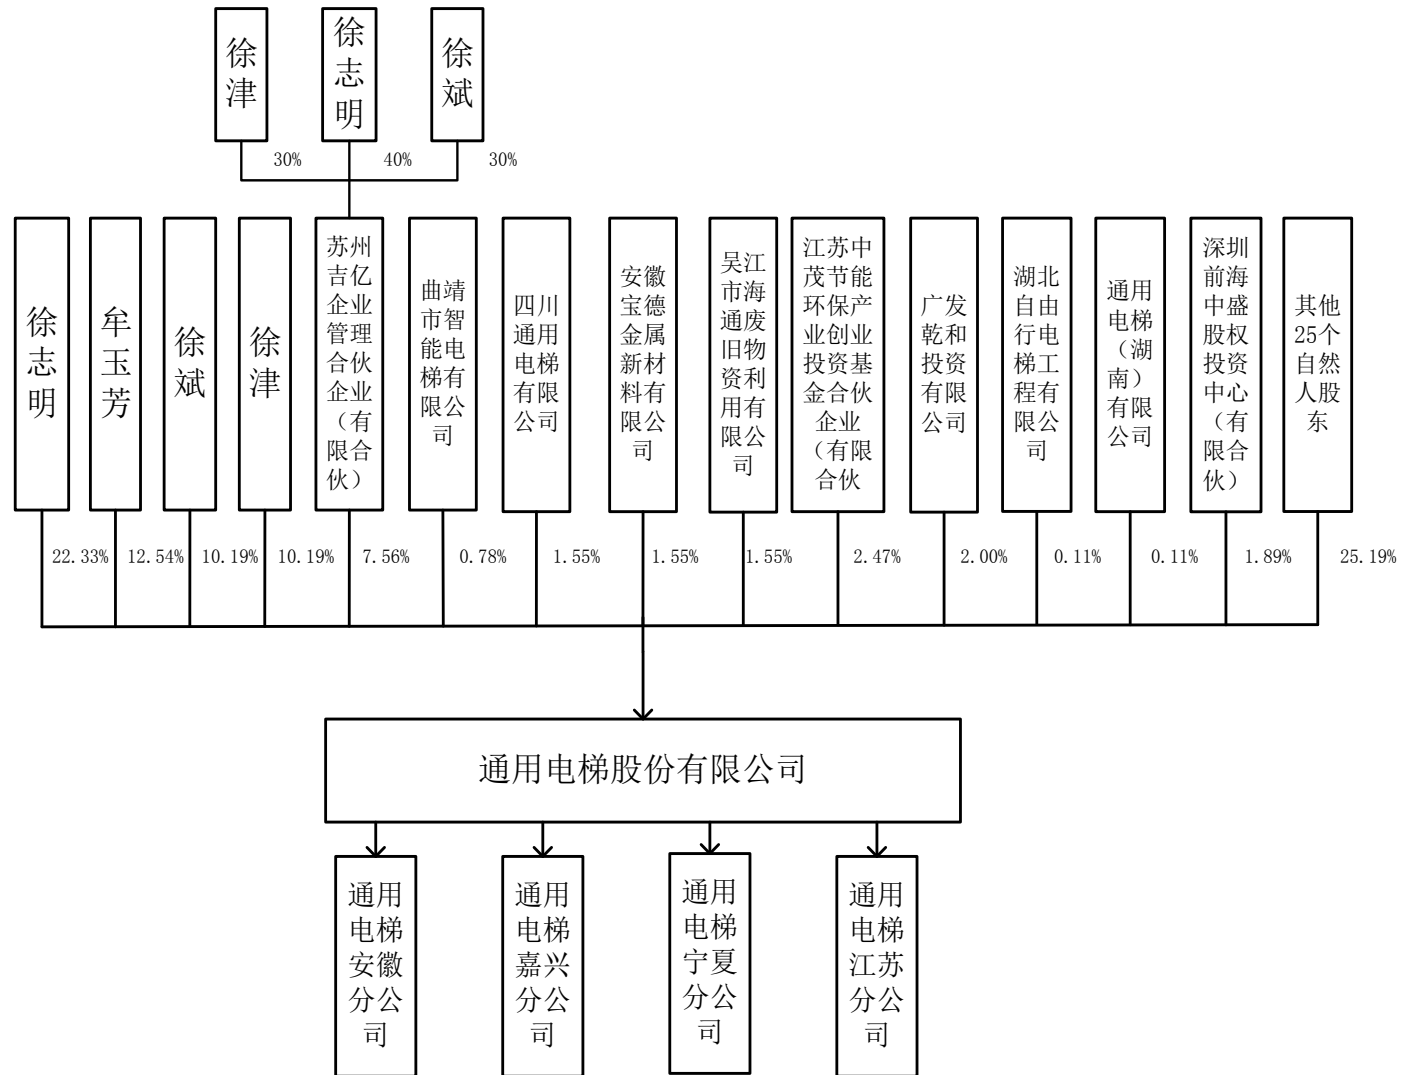 徐津
徐志明
徐斌
30%
40%
30%
徐志明
牟玉芳
徐斌
徐津
苏州
吉亿
企业
管理
合伙
企业
（有
限合
伙）
曲靖
市智
能电
梯有
限公
司
四川
通用
电梯
有限
公司
安徽
宝德
金属
新材
料有
限公
司
吴江
市海
通废
旧物
资利
用有
限公
司
江苏中
茂节能
环保产
业创业
投资基
金合伙
企业
（有限
合伙
广发
乾和
投资
有限
公司
湖北
自由
行电
梯工
程有
限公
司
通用
电梯
（湖
南）
有限
公司
深圳
前海
中盛
股权
投资
中心
（有
限合
伙）
其他
25个
自然
人股
东
22.33%
12.54%
10.19%
10.19%
7.56%
0.78%
1.55%
1.55%
1.55%
2.47%
2.00%
0.11%
0.11%
1.89%
25.19%
通用电梯股份有限公司
通用
电梯
安徽
分公
司
通用
电梯
嘉兴
分公
司
通用
电梯
宁夏
分公
司
通用
电梯
江苏
分公
司